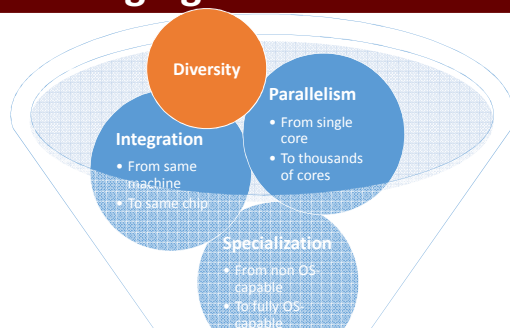 Diversity
Parallelism
• From single
core
• To thousands
of cores
Integration
• From same
machine
• To same chip
Specialization
• From non OS-
capable
• To fully OS-
capable